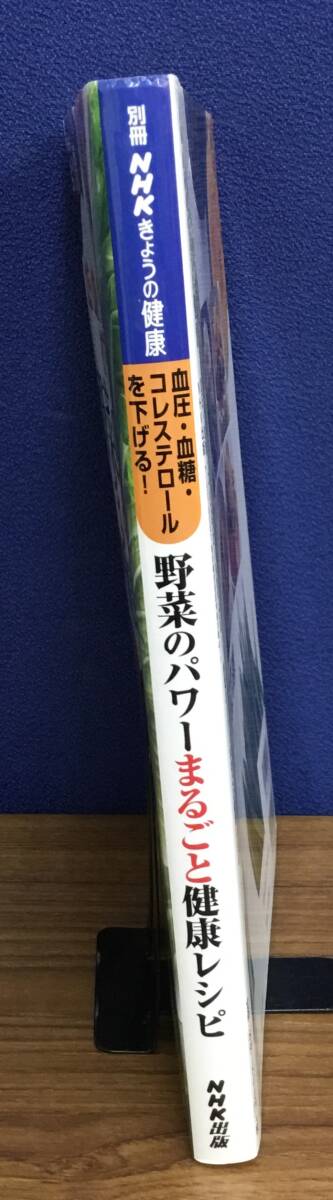 別冊NHKきょうの健康
血圧・血糖・
コレステロール
を下げる!
野菜のパワーまるごと健康レシピ
NHK出版